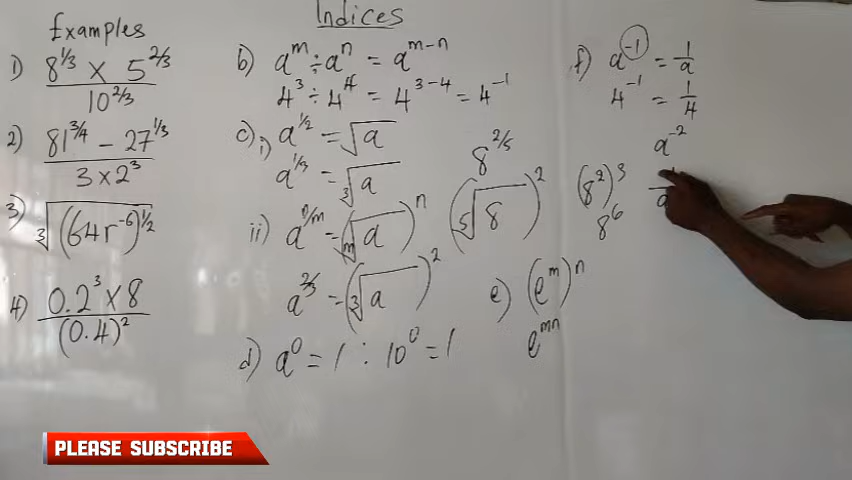 Indices
Examples
1) 8^{1/3} × 5^{2/3} / 10^{2/3}
2) 81^{3/4} − 27^{1/3} / 3 × 2^3
3) ∛(64r^{-6})^{1/2}
4) 0.2^3 × 8 / (0.4)^2
b) a^m ÷ a^n = a^{m-n}
4^3 ÷ 4^4 = 4^{3-4} = 4^{-1}
c) i) a^{1/2} = √a
a^{1/3} = ∛a
ii) a^{n/m} = (ᵐ√a)^n
a^{2/3} = (∛a)^2
8^{2/5}
(⁵√8)^2
d) a^0 = 1 : 10^0 = 1
e) (e^m)^n
e^{mn}
f) a^{-1} = 1/a
4^{-1} = 1/4
a^{-2}
(8^2)^3
8^6
PLEASE SUBSCRIBE